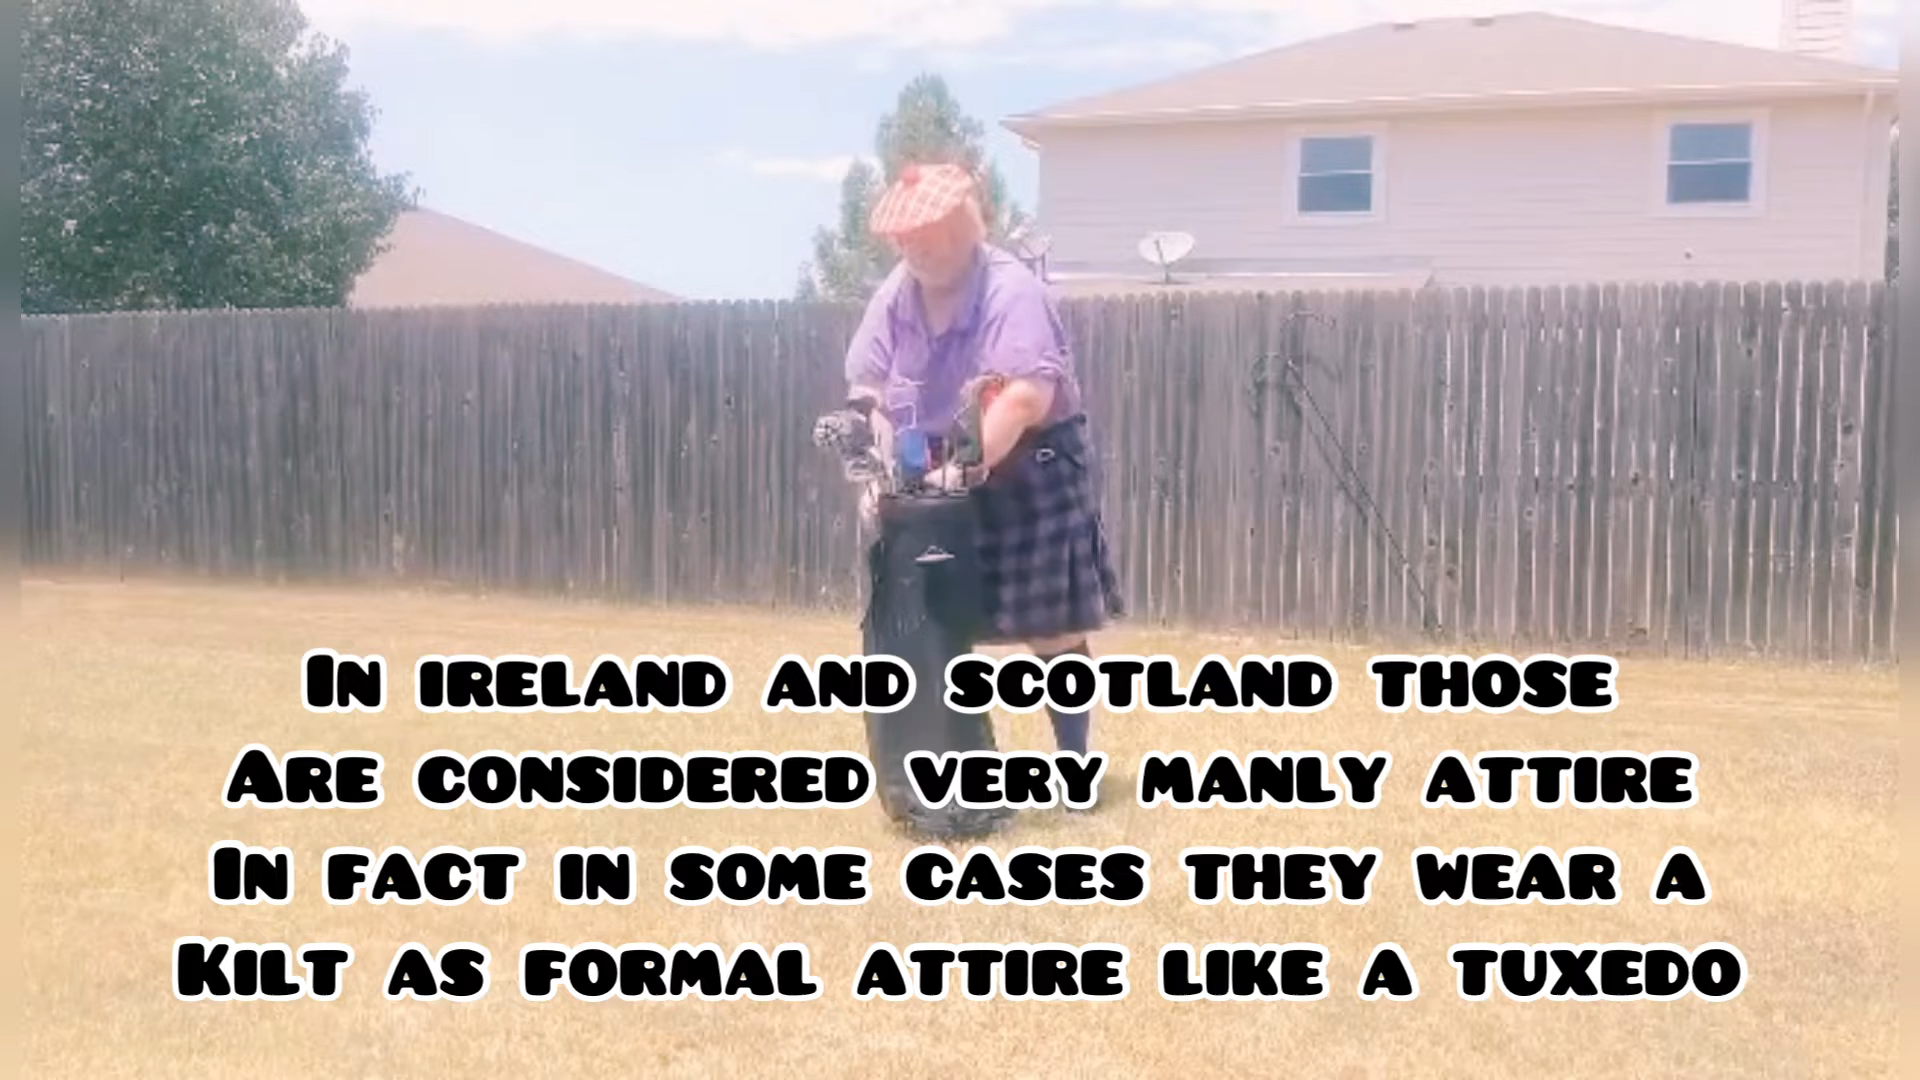 In ireland and scotland those
Are considered very manly attire
In fact in some cases they wear a
Kilt as formal attire like a tuxedo